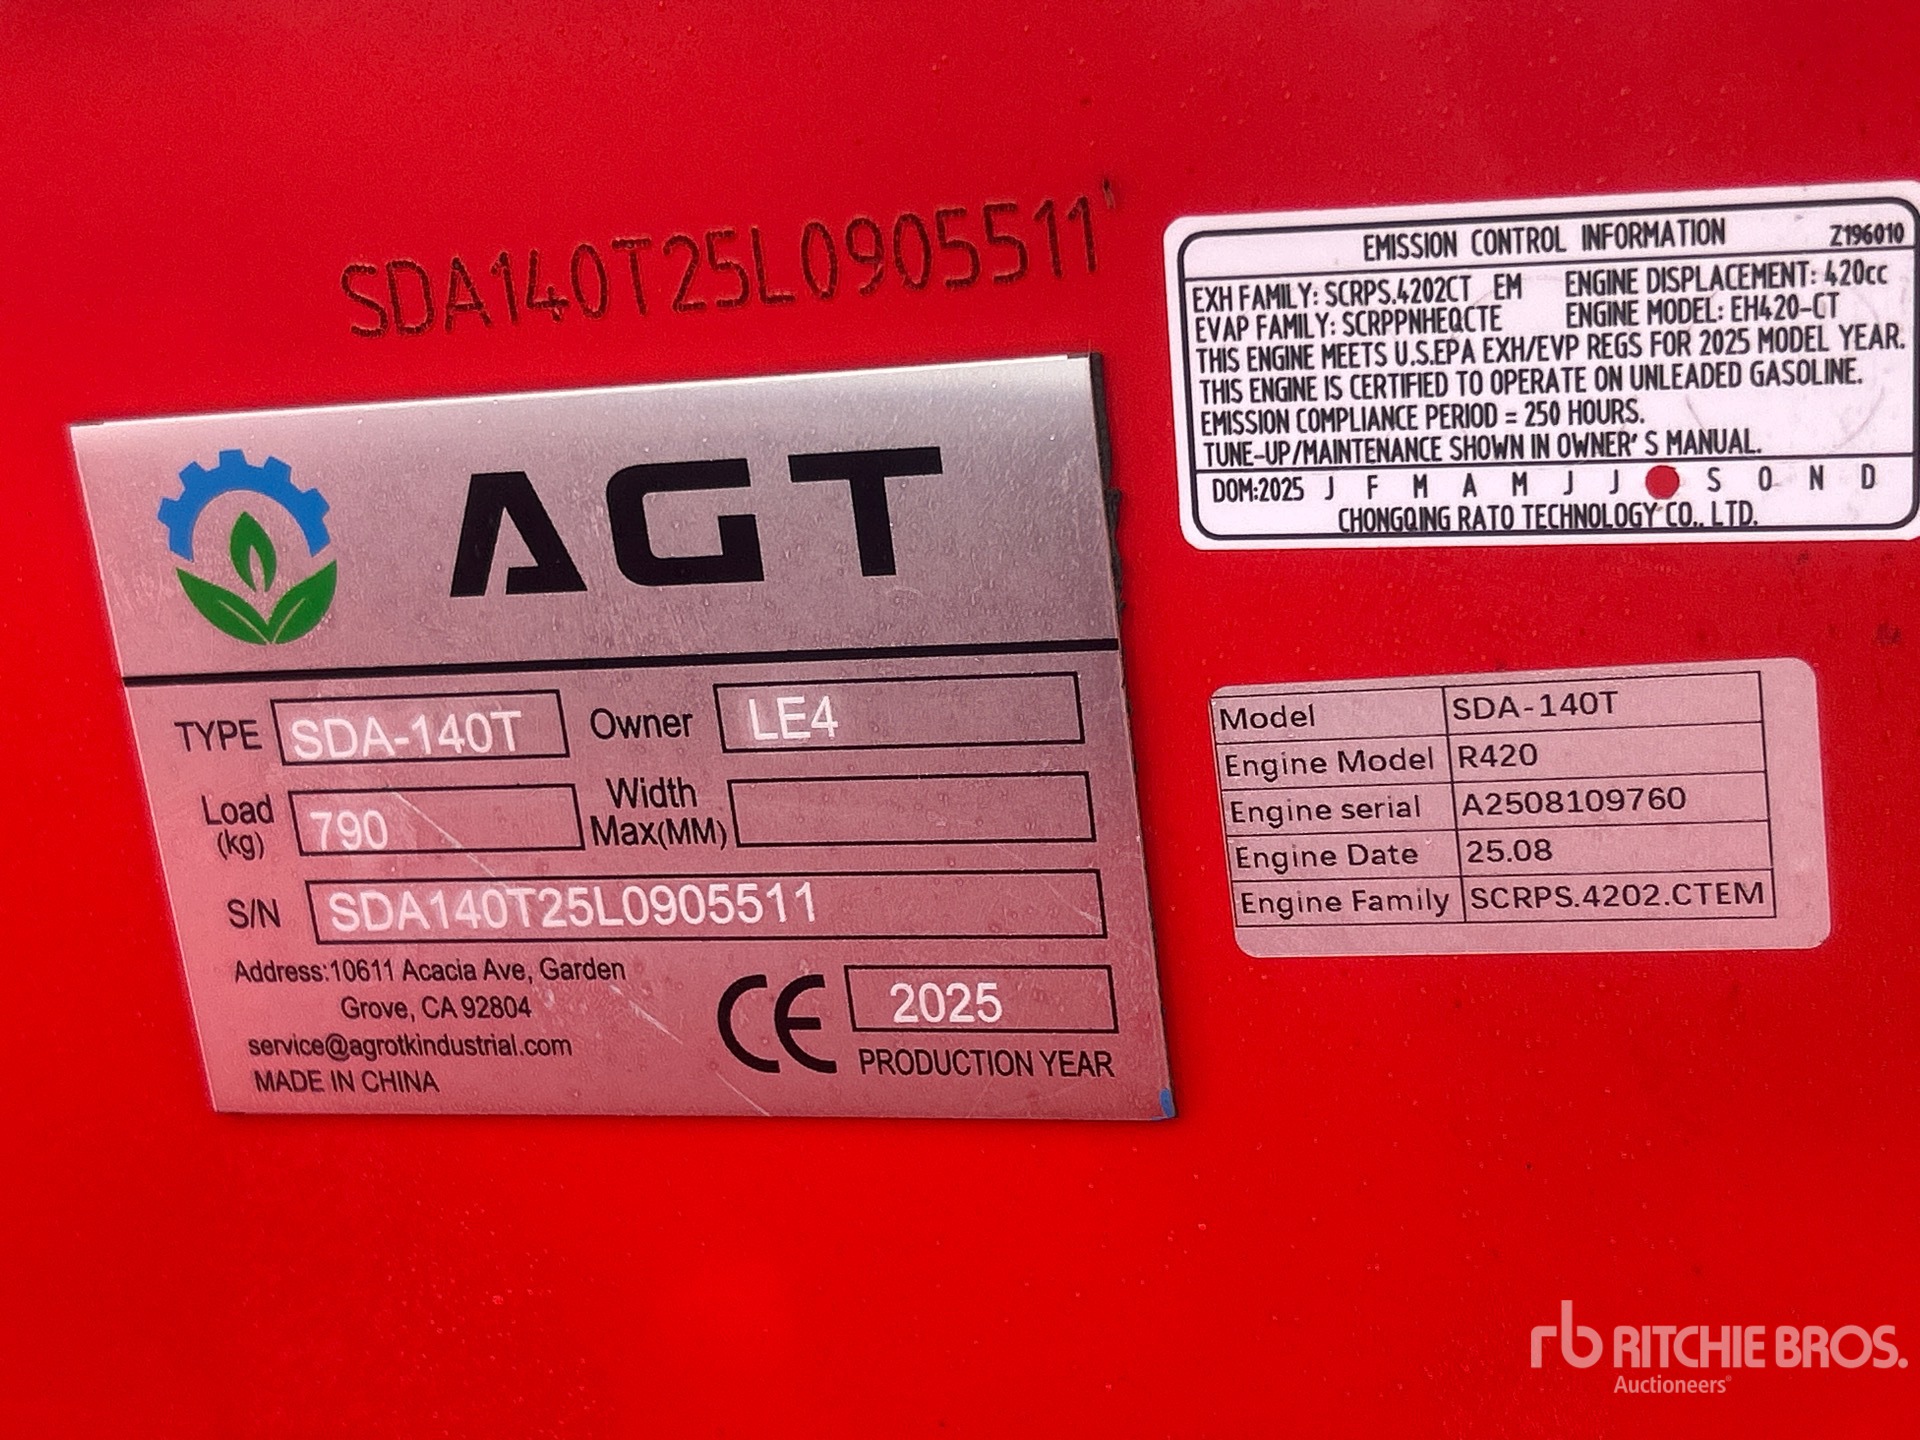 SDA140T25L0905511
AGT
TYPE SDA-140T Owner LE4
Load (kg) 790 Width Max(MM)
S/N SDA140T25L0905511
Address:10611 Acacia Ave, Garden
Grove, CA 92804
service@agrotkindustrial.com
MADE IN CHINA
CE 2025
PRODUCTION YEAR
EMISSION CONTROL INFORMATION Z196010
EXH FAMILY: SCRPS.4202CT EM ENGINE DISPLACEMENT: 420cc
EVAP FAMILY: SCRPPNHEQCTE ENGINE MODEL: EH420-CT
THIS ENGINE MEETS U.S.EPA EXH/EVP REGS FOR 2025 MODEL YEAR.
THIS ENGINE IS CERTIFIED TO OPERATE ON UNLEADED GASOLINE.
EMISSION COMPLIANCE PERIOD = 250 HOURS.
TUNE-UP/MAINTENANCE SHOWN IN OWNER' S MANUAL.
DOM:2025 J F M A M J J S O N D
CHONGQING RATO TECHNOLOGY CO., LTD.
Model SDA-140T
Engine Model R420
Engine serial A2508109760
Engine Date 25.08
Engine Family SCRPS.4202.CTEM
rb RITCHIE BROS.
Auctioneers